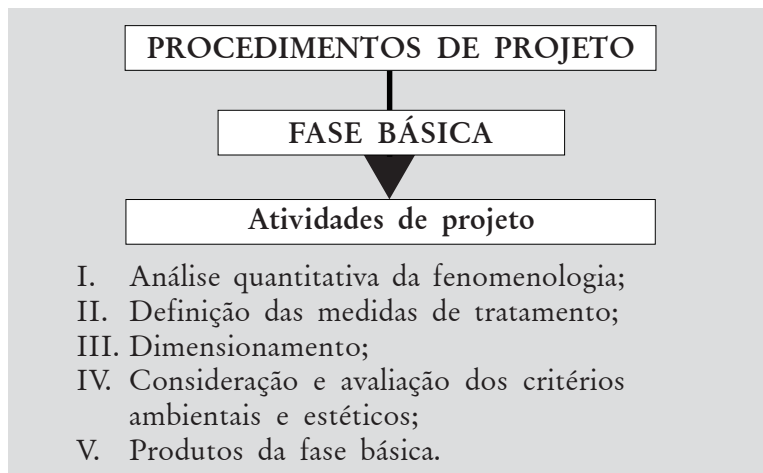 PROCEDIMENTOS DE PROJETO
FASE BÁSICA
Atividades de projeto
I. Análise quantitativa da fenomenologia;
II. Definição das medidas de tratamento;
III. Dimensionamento;
IV. Consideração e avaliação dos critérios
ambientais e estéticos;
V. Produtos da fase básica.